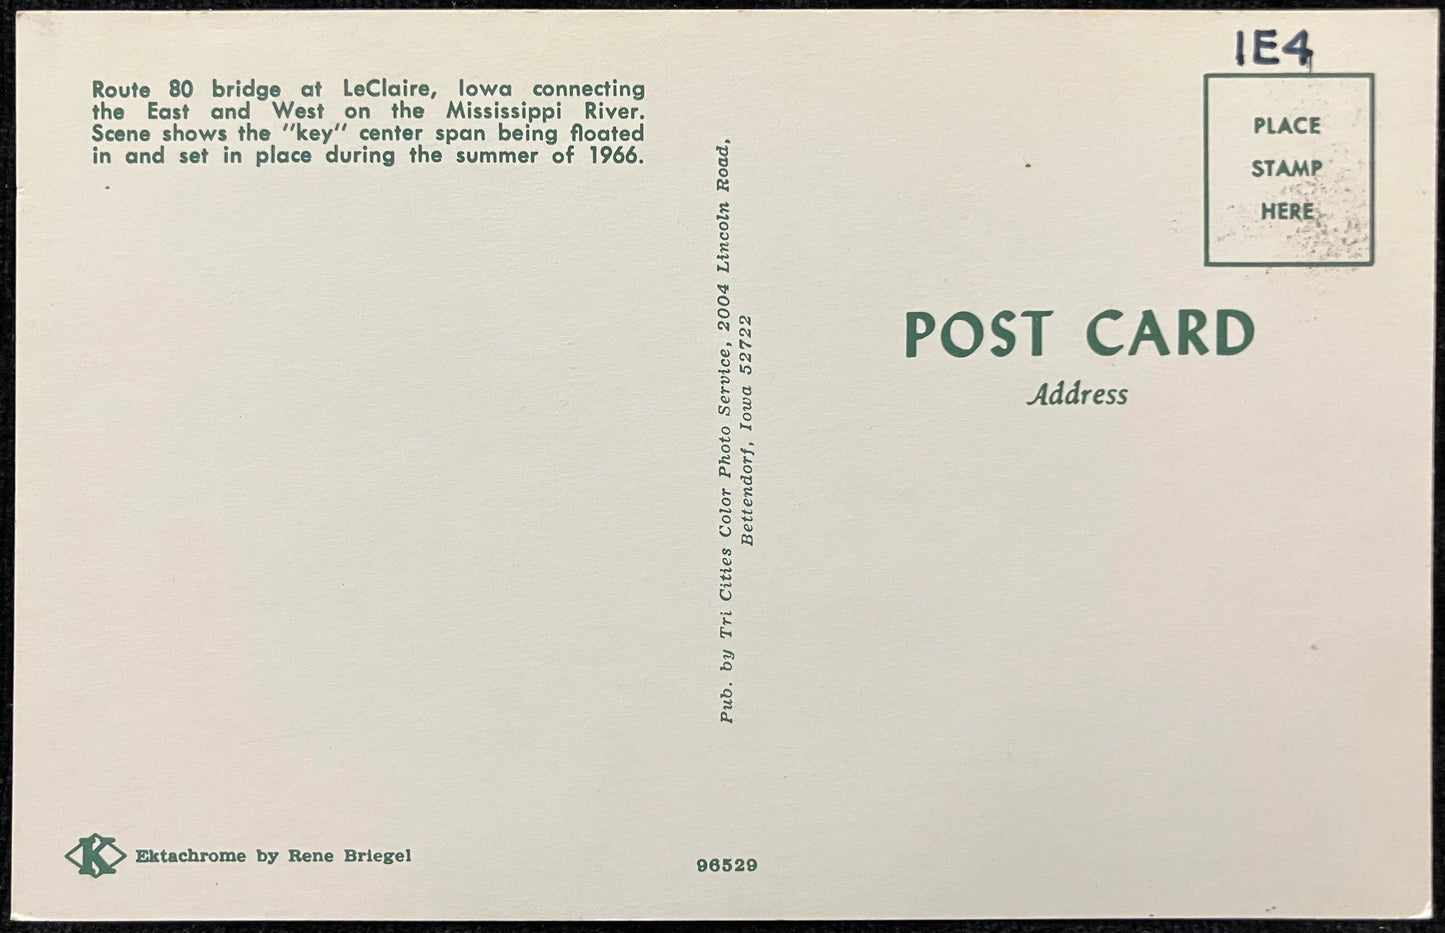 1E4
Route 80 bridge at LeClaire, Iowa connecting
the East and West on the Mississippi River.
Scene shows the "key" center span being floated
in and set in place during the summer of 1966.
PLACE
STAMP
HERE
POST CARD
Address
Pub. by Tri Cities Color Photo Service, 2004 Lincoln Road,
Bettendorf, Iowa 52722
K Ektachrome by Rene Briegel
96529